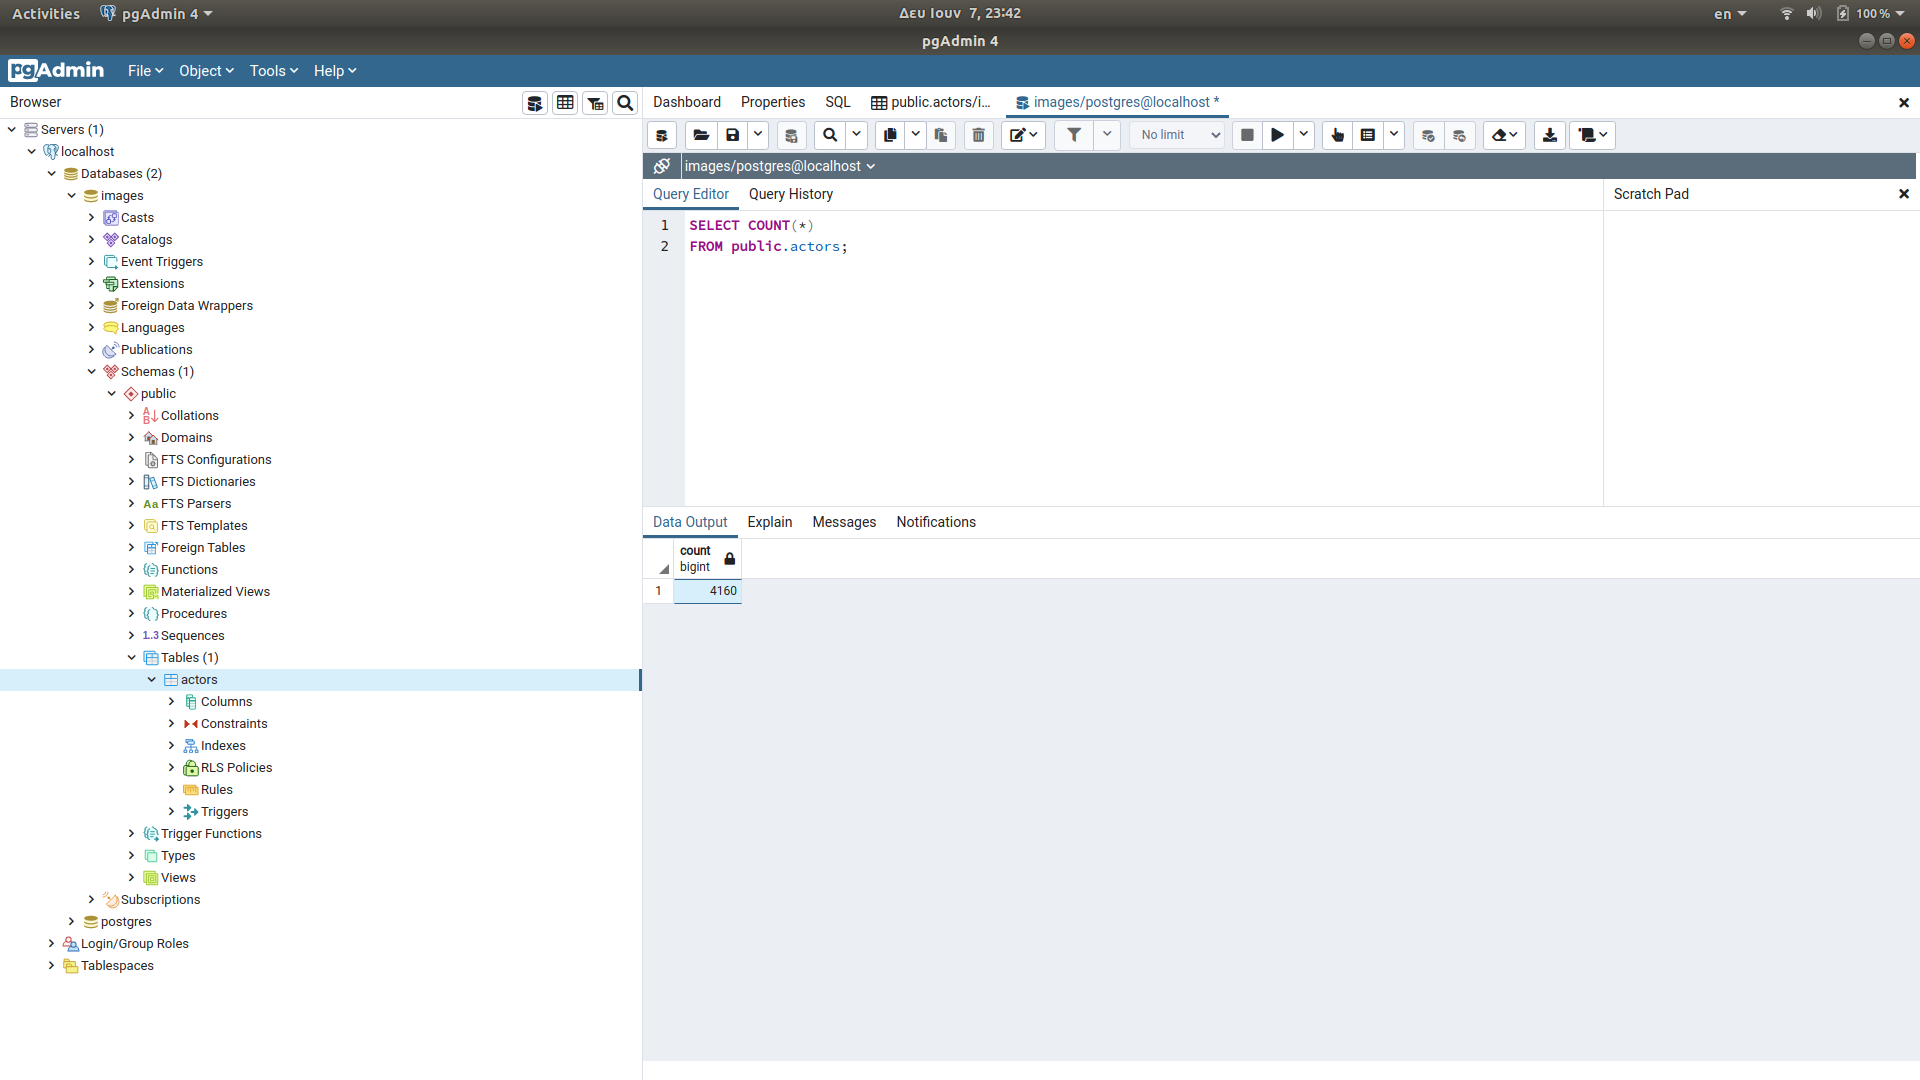 Activities pgAdmin 4 Δευ Ιουν 7, 23:42 en 100 %
pgAdmin 4
pgAdmin File Object Tools Help
Browser
Dashboard Properties SQL public.actors/i... images/postgres@localhost *
No limit
images/postgres@localhost
Query Editor Query History
Scratch Pad
1 SELECT COUNT(*)
2 FROM public.actors;
Data Output Explain Messages Notifications
count
bigint
1 4160
Servers (1)
localhost
Databases (2)
images
Casts
Catalogs
Event Triggers
Extensions
Foreign Data Wrappers
Languages
Publications
Schemas (1)
public
Collations
Domains
FTS Configurations
FTS Dictionaries
Aa FTS Parsers
FTS Templates
Foreign Tables
Functions
Materialized Views
Procedures
1..3 Sequences
Tables (1)
actors
Columns
Constraints
Indexes
RLS Policies
Rules
Triggers
Trigger Functions
Types
Views
Subscriptions
postgres
Login/Group Roles
Tablespaces